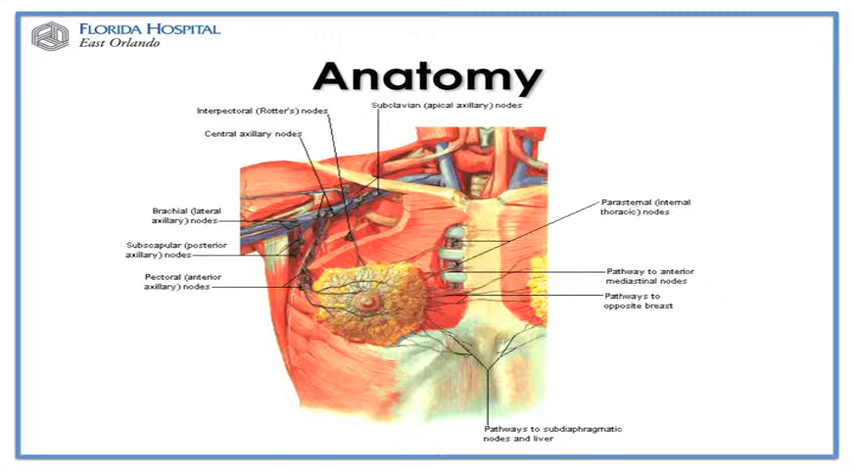 FLORIDA HOSPITAL
East Orlando
Anatomy
Subclavian (apical axillary) nodes
Interpectoral (Rotter's) nodes
Central axillary nodes
Brachial (lateral
axillary) nodes
Subscapular (posterior
axillary) nodes
Pectoral (anterior
axillary) nodes
Parasternal (internal
thoracic) nodes
Pathway to anterior
mediastinal nodes
Pathways to
opposite breast
Pathways to subdiaphragmatic
nodes and liver